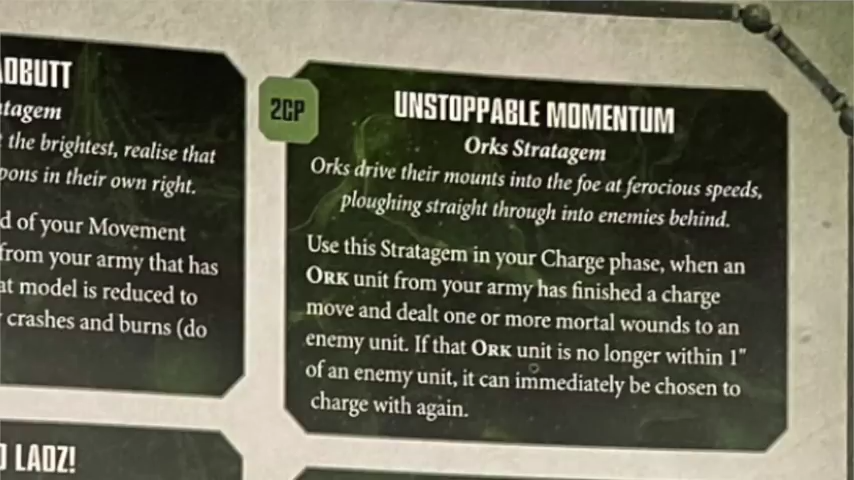 ADBUTT
tagem
the brightest, realise that
pons in their own right.
d of your Movement
from your army that has
at model is reduced to
crashes and burns (do
LADZ!
2CP
UNSTOPPABLE MOMENTUM
Orks Stratagem
Orks drive their mounts into the foe at ferocious speeds,
ploughing straight through into enemies behind.
Use this Stratagem in your Charge phase, when an
ORK unit from your army has finished a charge
move and dealt one or more mortal wounds to an
enemy unit. If that ORK unit is no longer within 1"
of an enemy unit, it can immediately be chosen to
charge with again.